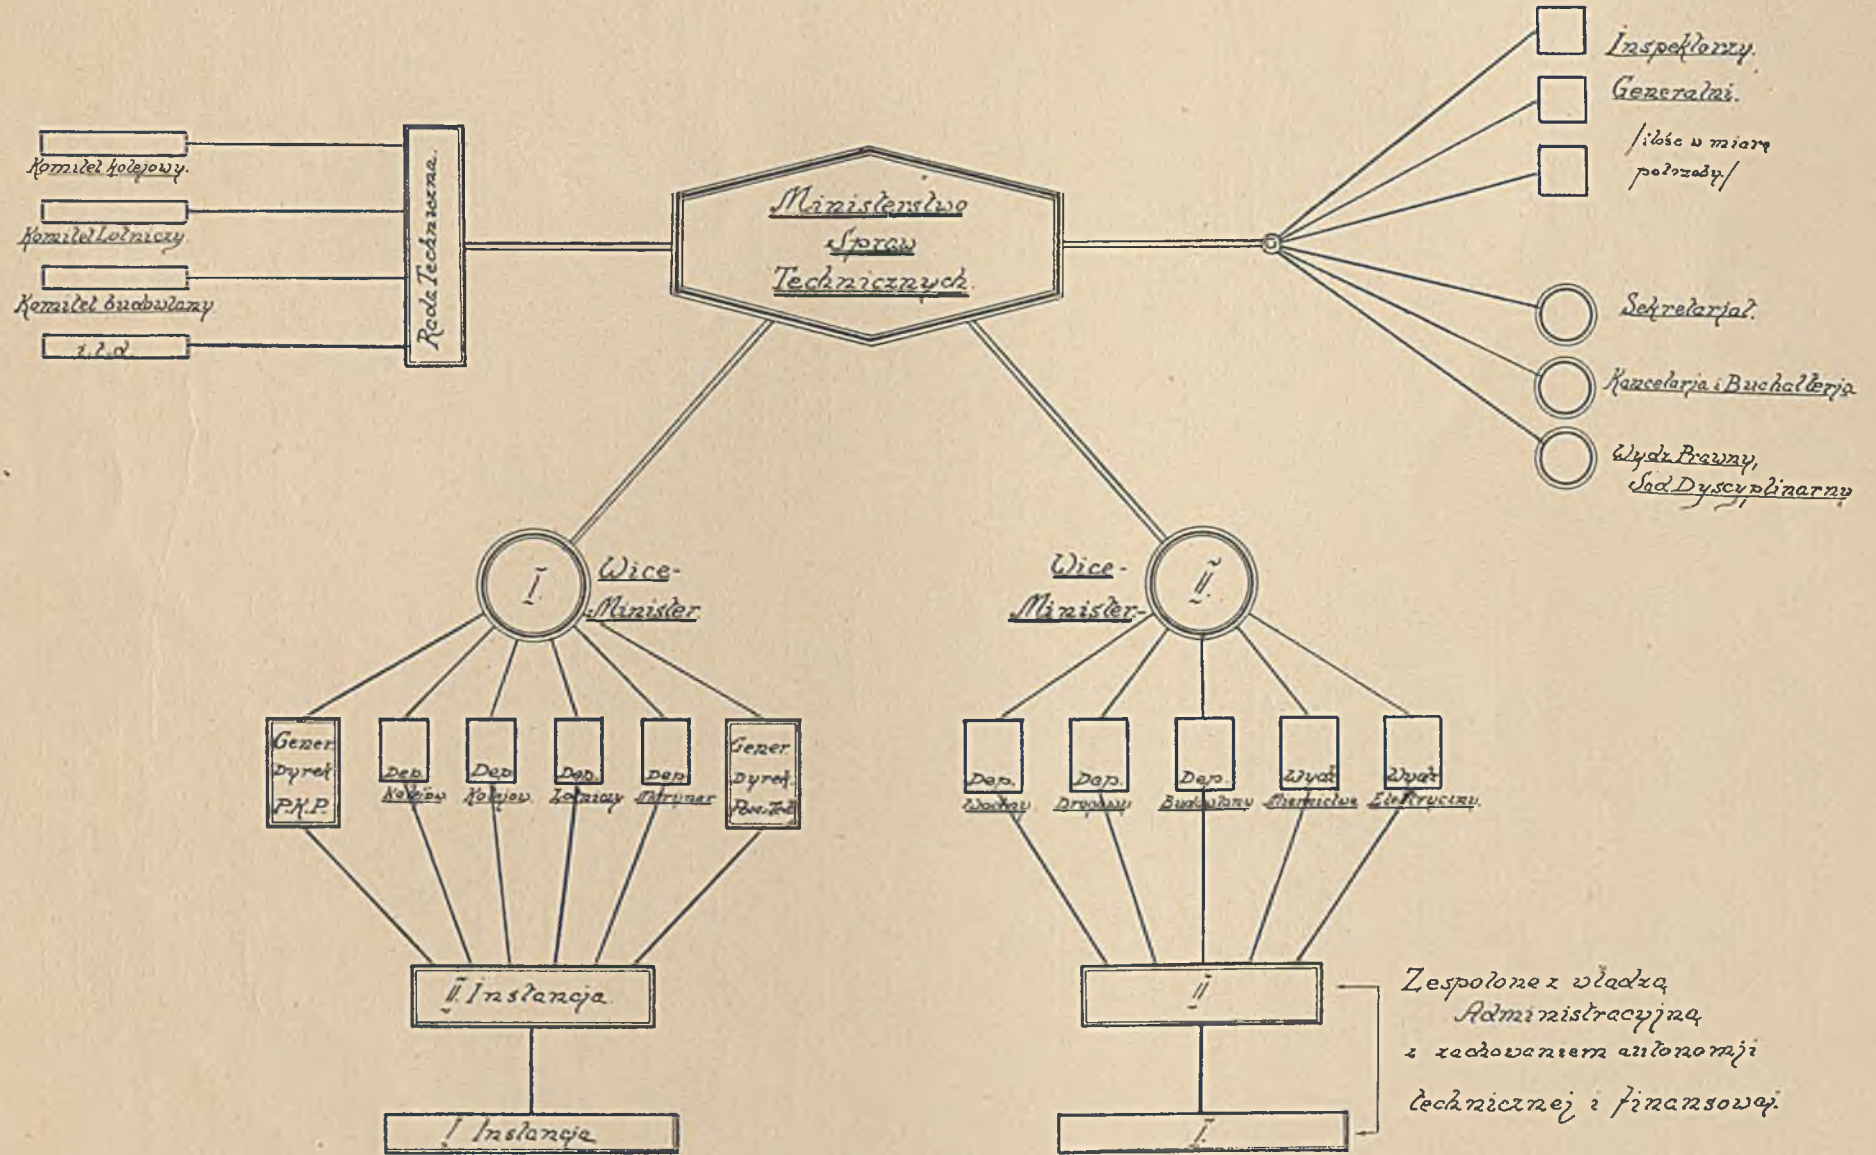 Komitet kolejowy.
Komitet Lotniczy
Komitet budowlany
i.t.d.
Rada Techniczna.
Ministerstwo
Spraw
Technicznych.
Inspektorzy.
Generalni.
/ilość w miarę
potrzeby/
Sekretarjat.
Kancelarja i Buchalterja
Wydz. Prawny,
Sąd Dyscyplinarny
I.
Wice-
Minister.
Wice-
Minister.-
II.
Gener.
Dyrek.
P.K.P.
Dep.
Kolejow.
Dep.
Kolejow.
Dep.
Lotniczy
Dep.
Gener.
Dyrek.
Dep.
Wodny
Dep.
Drogowy
Dep.
Budowlany
Wydz
Miernictwa
Wydz
Elektryczny.
II. Instancja.
I Instancja
II
I.
Zespolone z władzą
Administracyjną
z zachowaniem autonomji
technicznej i finansowej.